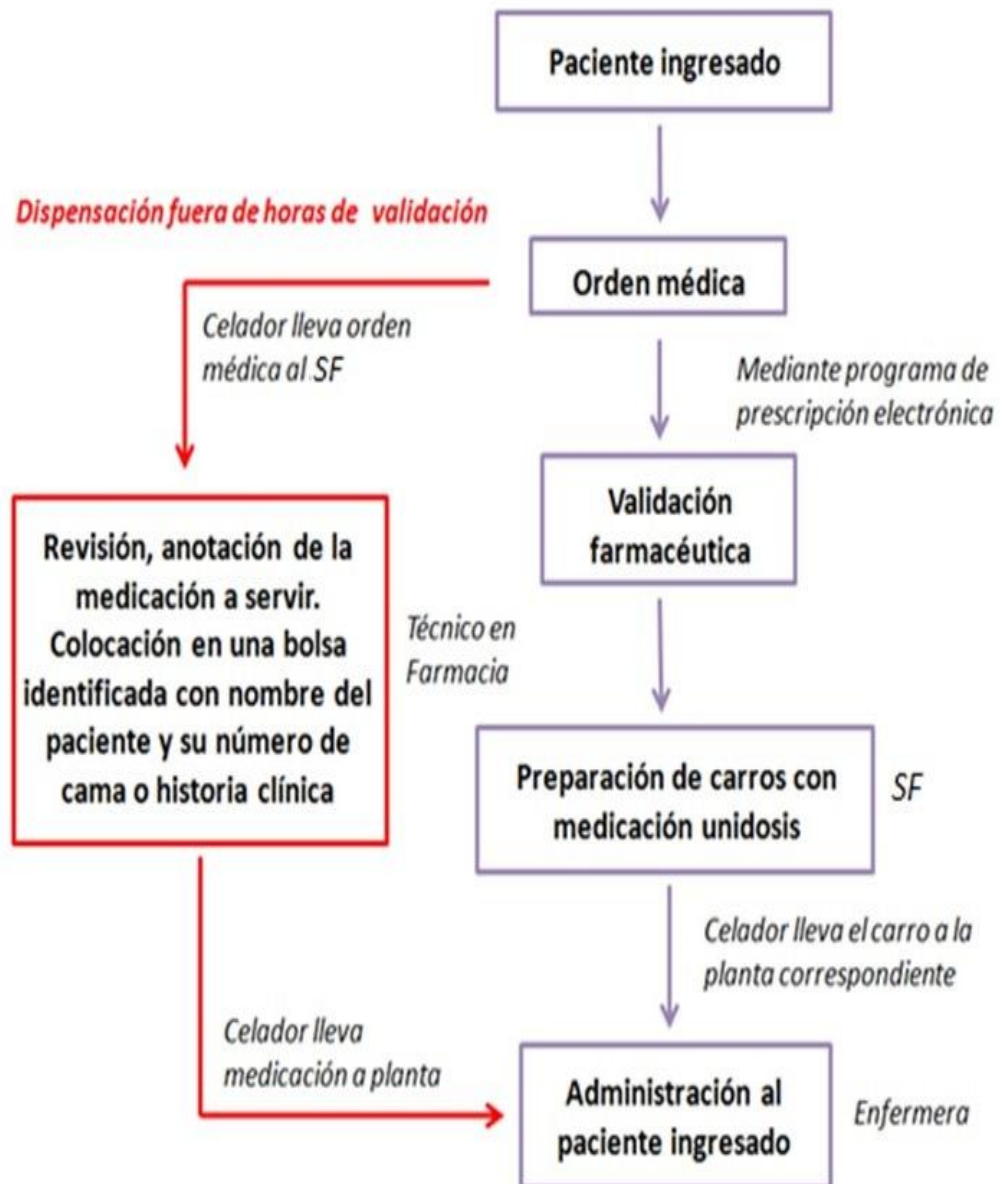 Paciente ingresado
Dispensación fuera de horas de validación
Orden médica
Celador lleva orden
médica al SF
Mediante programa de
prescripción electrónica
Validación
farmacéutica
Revisión, anotación de la
medicación a servir.
Colocación en una bolsa
identificada con nombre del
paciente y su número de
cama o historia clínica
Técnico en
Farmacia
Preparación de carros con
medicación unidosis
SF
Celador lleva el carro a la
planta correspondiente
Celador lleva
medicación a planta
Administración al
paciente ingresado
Enfermera